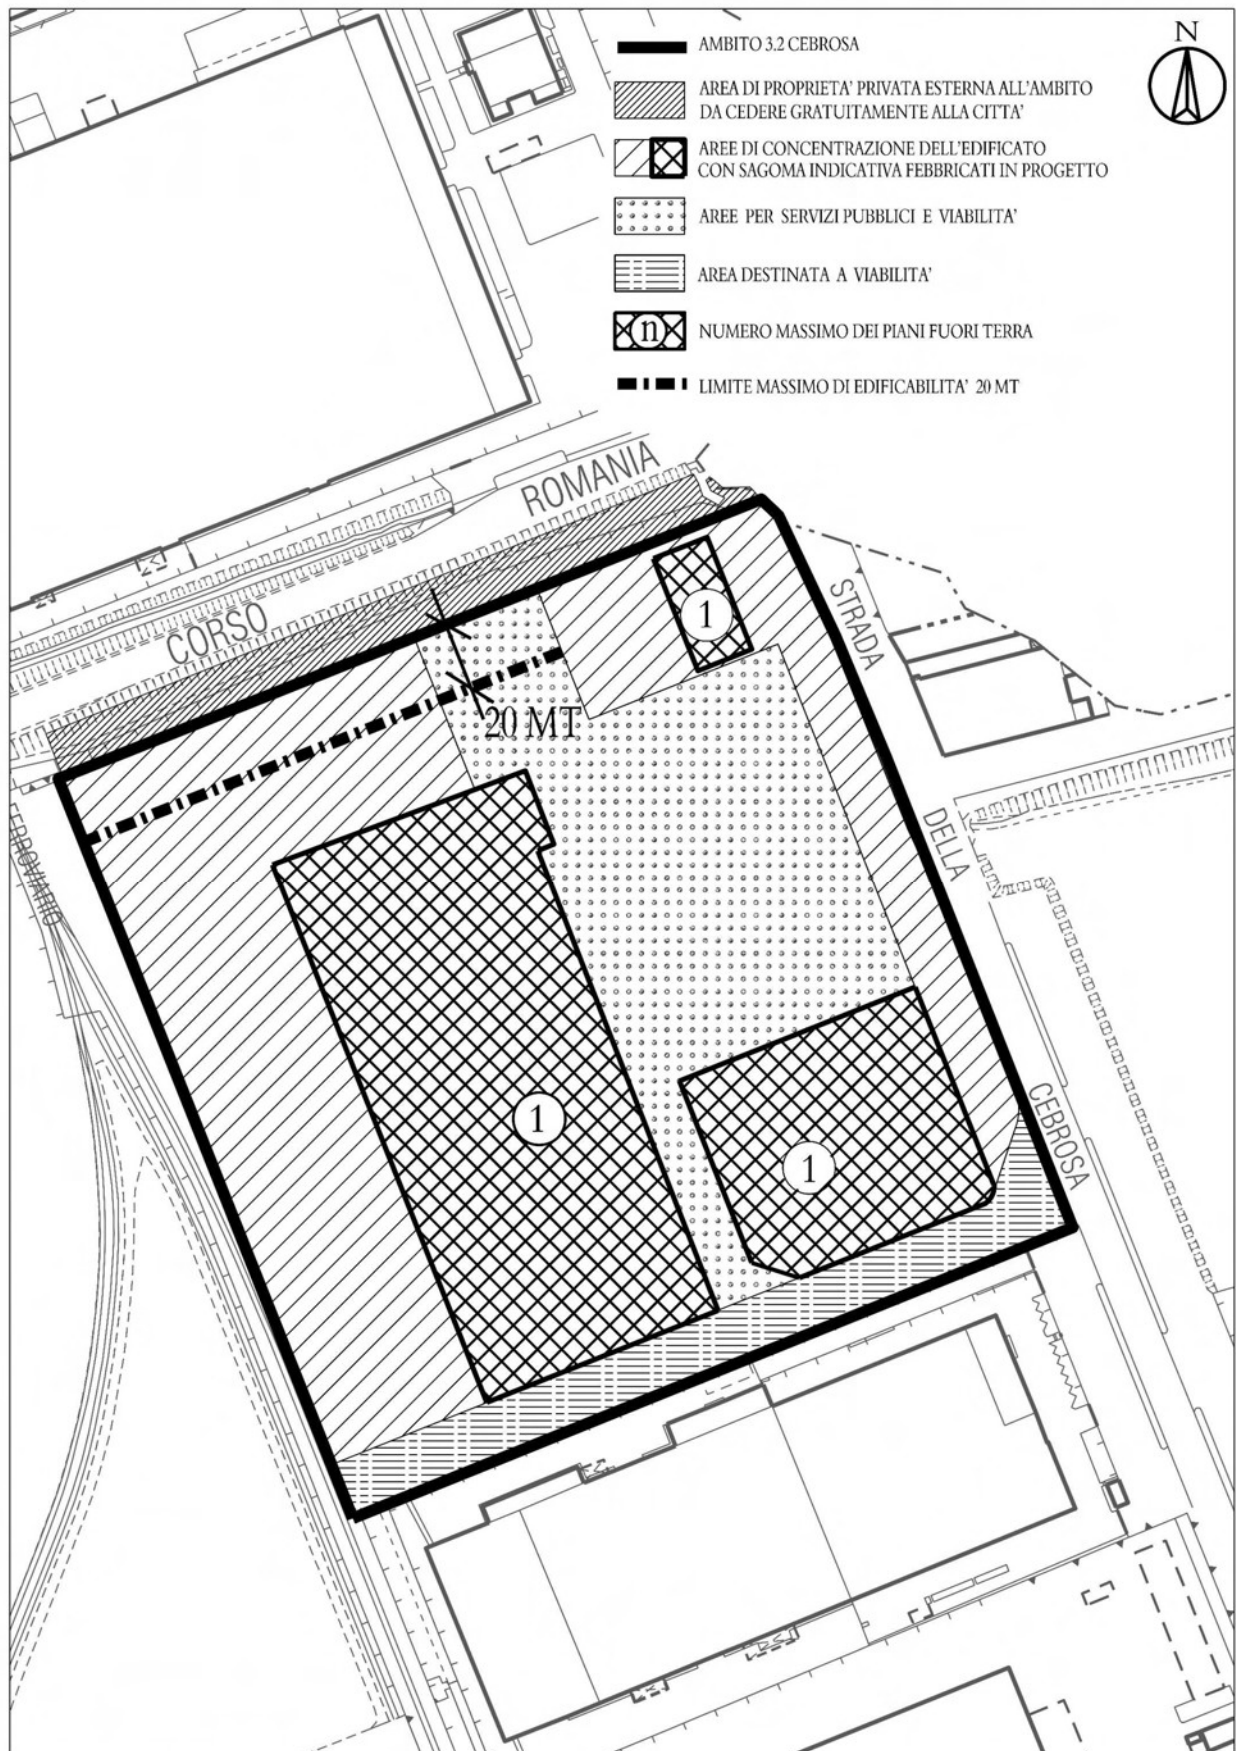 AMBITO 3.2 CEBROSA
N
AREA DI PROPRIETA' PRIVATA ESTERNA ALL'AMBITO
DA CEDERE GRATUITAMENTE ALLA CITTA'
AREE DI CONCENTRAZIONE DELL'EDIFICATO
CON SAGOMA INDICATIVA FEBBRICATI IN PROGETTO
AREE PER SERVIZI PUBBLICI E VIABILITA'
AREA DESTINATA A VIABILITA'
n
NUMERO MASSIMO DEI PIANI FUORI TERRA
LIMITE MASSIMO DI EDIFICABILITA' 20 MT
CORSO
ROMANIA
1
STRADA
20 MT
DELLA
FERROVIARIO
1
1
CEBROSA